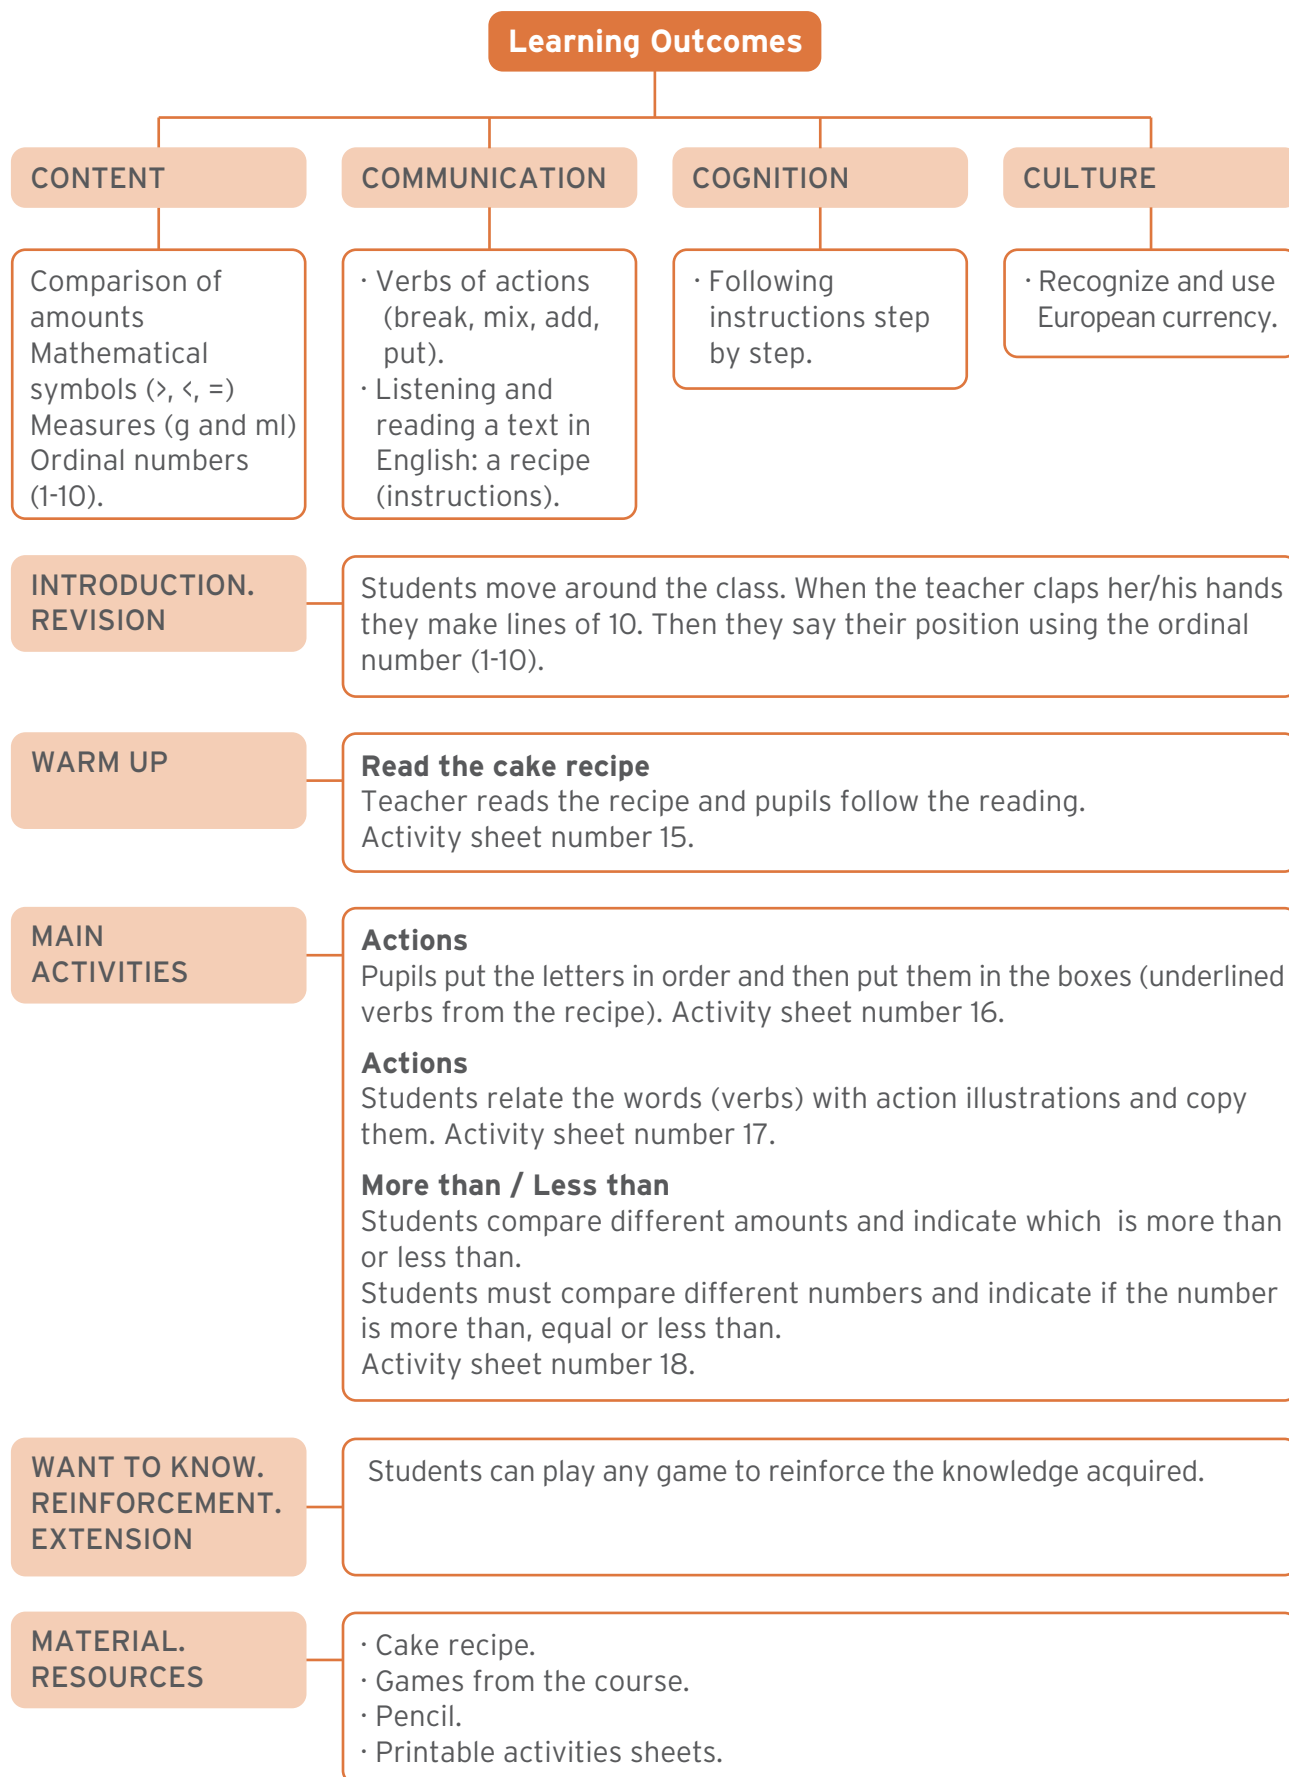 Learning Outcomes
CONTENT
Comparison of
amounts
Mathematical
symbols (>, <, =)
Measures (g and ml)
Ordinal numbers
(1-10).
COMMUNICATION
· Verbs of actions
(break, mix, add,
put).
· Listening and
reading a text in
English: a recipe
(instructions).
COGNITION
· Following
instructions step
by step.
CULTURE
· Recognize and use
European currency.
INTRODUCTION.
REVISION
Students move around the class. When the teacher claps her/his hands
they make lines of 10. Then they say their position using the ordinal
number (1-10).
WARM UP
Read the cake recipe
Teacher reads the recipe and pupils follow the reading.
Activity sheet number 15.
MAIN
ACTIVITIES
Actions
Pupils put the letters in order and then put them in the boxes (underlined
verbs from the recipe). Activity sheet number 16.
Actions
Students relate the words (verbs) with action illustrations and copy
them. Activity sheet number 17.
More than / Less than
Students compare different amounts and indicate which is more than
or less than.
Students must compare different numbers and indicate if the number
is more than, equal or less than.
Activity sheet number 18.
WANT TO KNOW.
REINFORCEMENT.
EXTENSION
Students can play any game to reinforce the knowledge acquired.
MATERIAL.
RESOURCES
· Cake recipe.
· Games from the course.
· Pencil.
· Printable activities sheets.